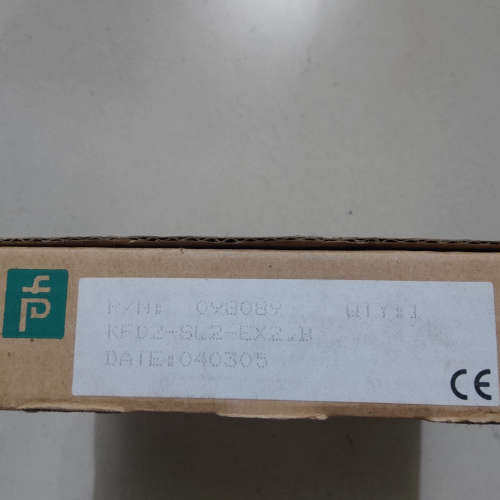 P/N: 098089 QTY:1
KFD2-SL2-EX2.B
DATE:040305
CE